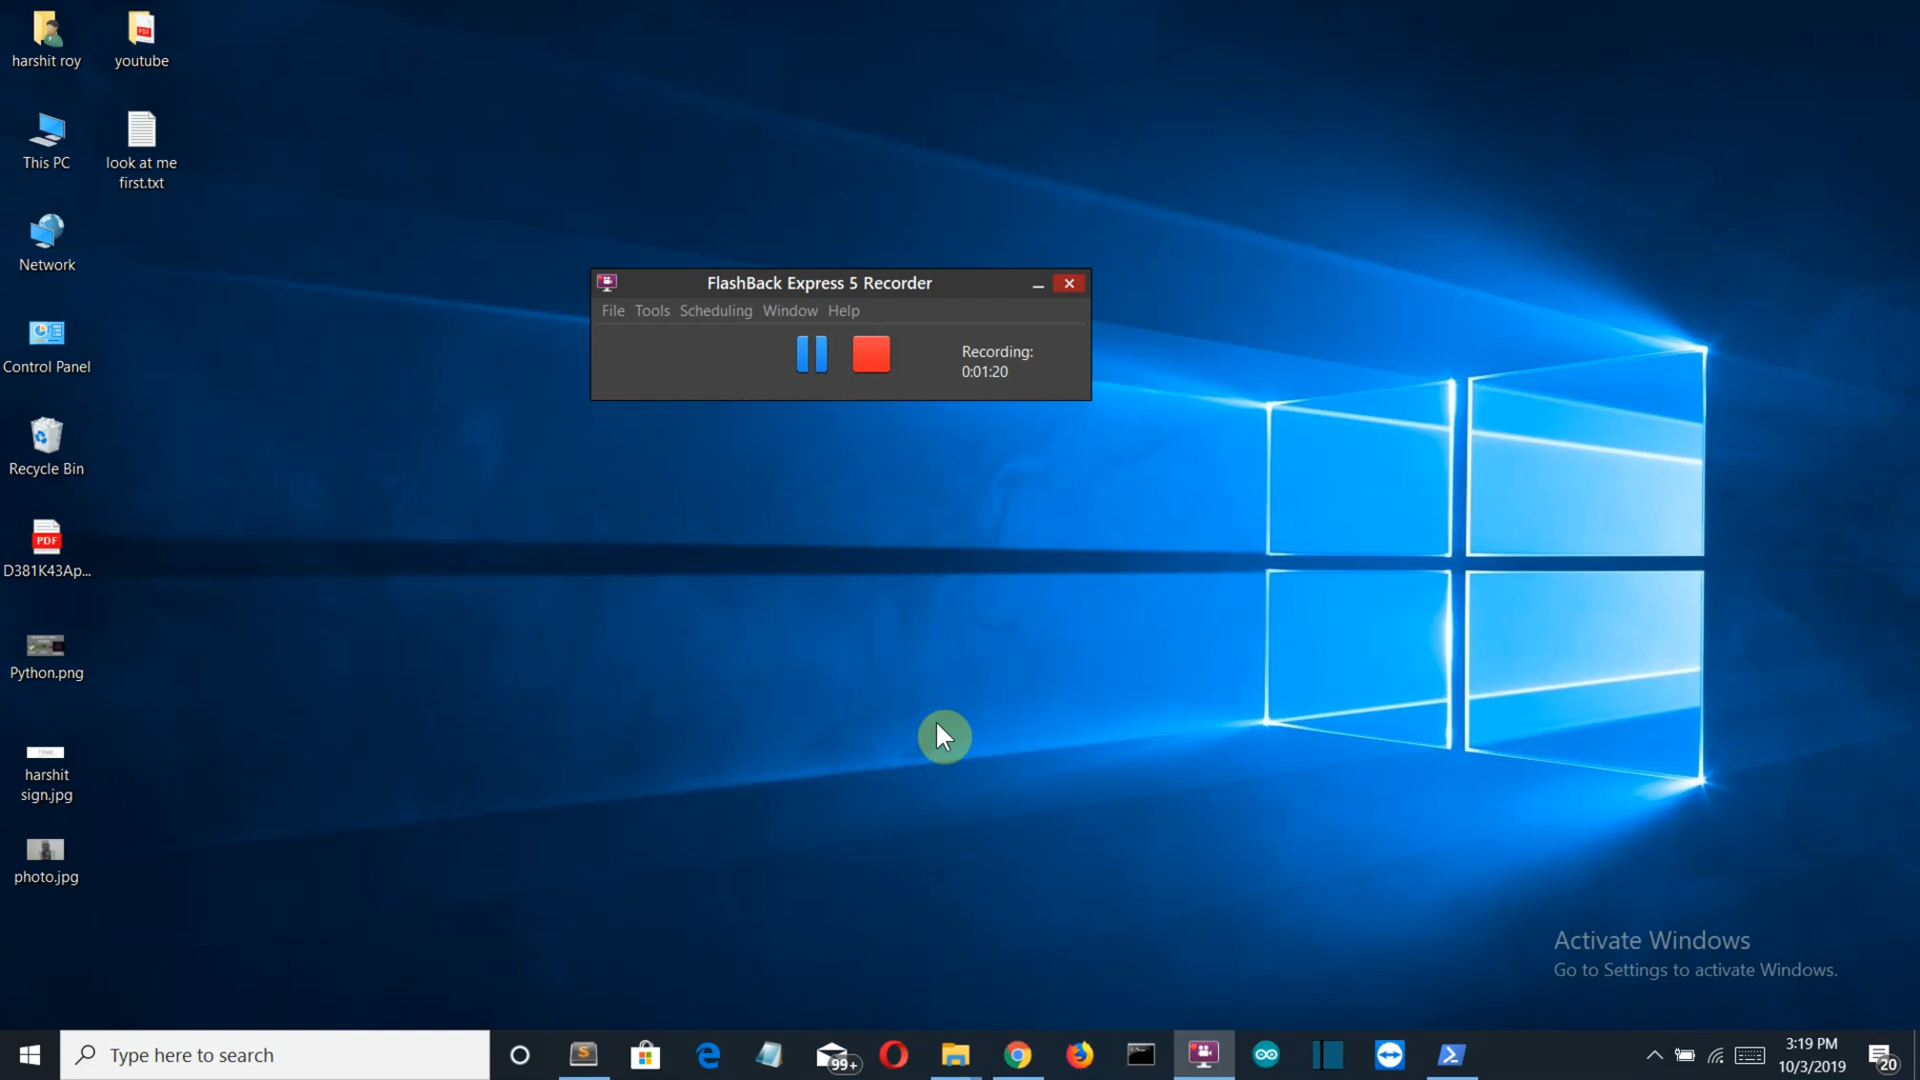 harshit roy
youtube
This PC
look at me
first.txt
Network
Control Panel
Recycle Bin
PDF
D381K43Ap...
Python.png
harshit
sign.jpg
photo.jpg
FlashBack Express 5 Recorder
File Tools Scheduling Window Help
Recording:
0:01:20
Activate Windows
Go to Settings to activate Windows.
Type here to search
99+
3:19 PM
10/3/2019
20